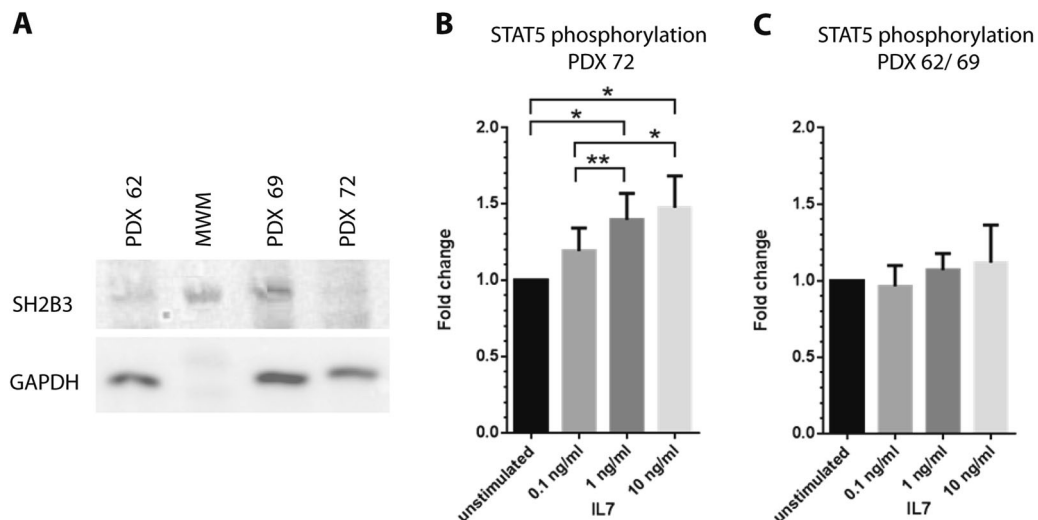 A
PDX 62
MWM
PDX 69
PDX 72
SH2B3
GAPDH
B
STAT5 phosphorylation
PDX 72
*
*
*
**
2.0
1.5
1.0
0.5
0.0
Fold change
unstimulated
0.1 ng/ml
1 ng/ml
10 ng/ml
IL7
C
STAT5 phosphorylation
PDX 62/ 69
2.0
1.5
1.0
0.5
0.0
Fold change
unstimulated
0.1 ng/ml
1 ng/ml
10 ng/ml
IL7